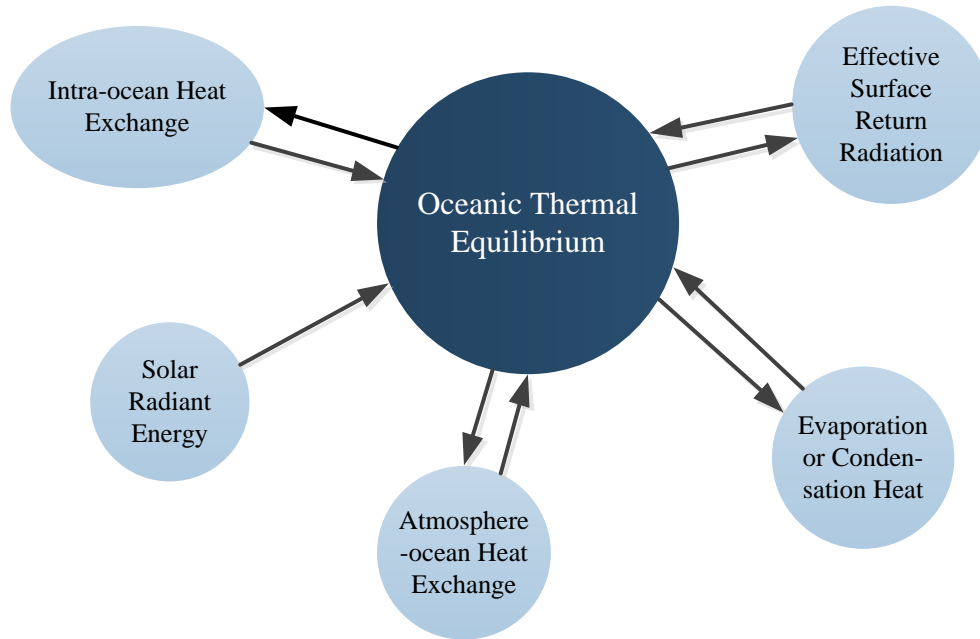 Intra-ocean Heat
Exchange
Effective
Surface
Return
Radiation
Oceanic Thermal
Equilibrium
Solar
Radiant
Energy
Atmosphere
-ocean Heat
Exchange
Evaporation
or Conden-
sation Heat